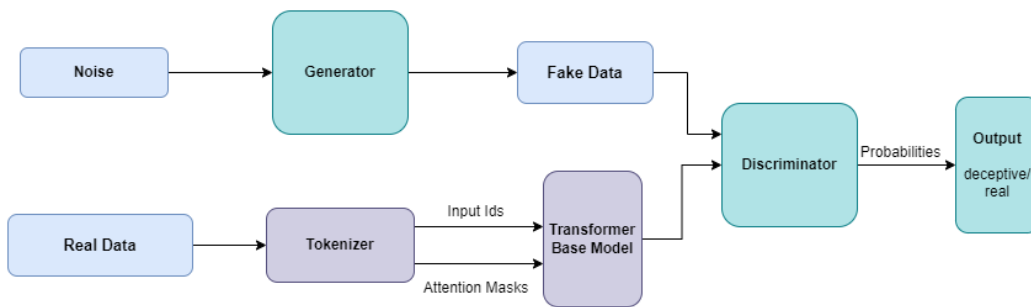 Noise
Generator
Fake Data
Discriminator
Probabilities
Output
deceptive/
real
Real Data
Tokenizer
Input Ids
Attention Masks
Transformer
Base Model